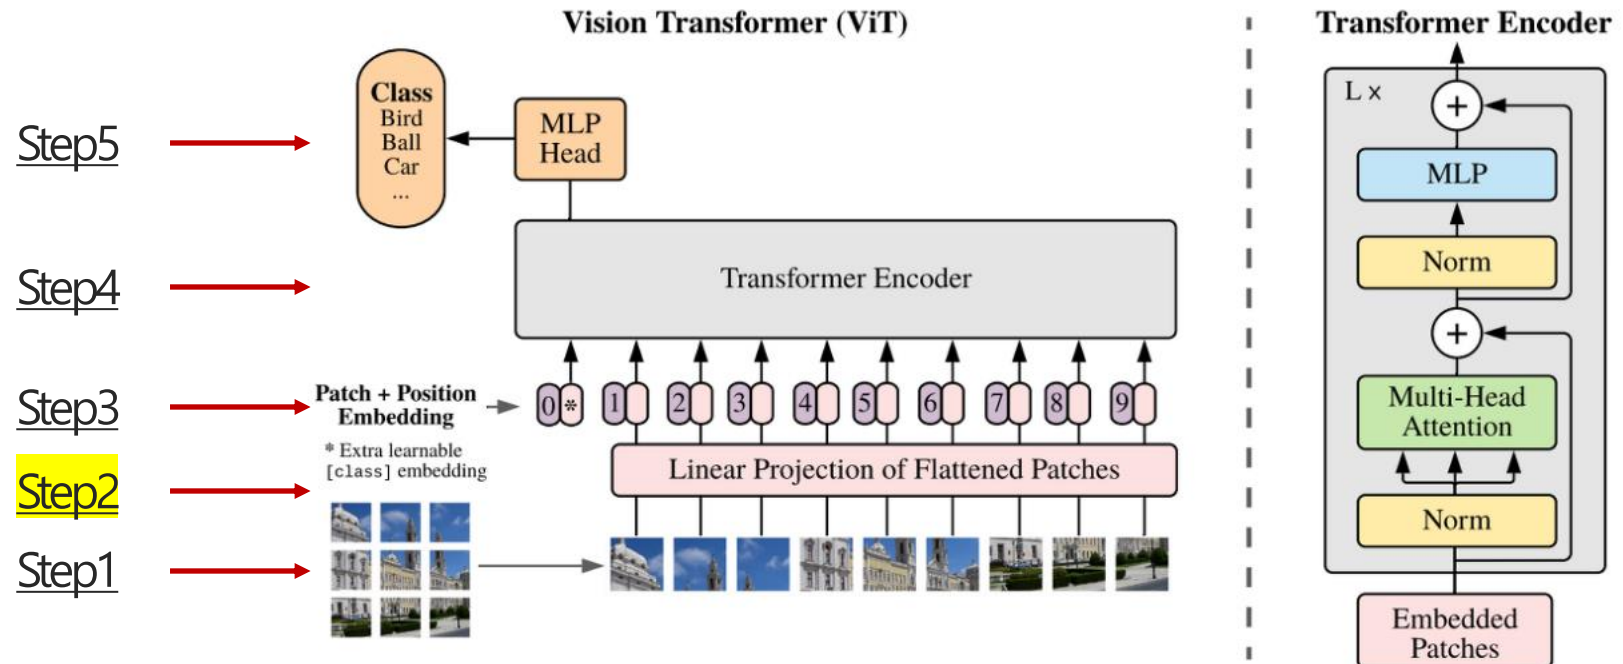 Vision Transformer (ViT)
Transformer Encoder
Step5
Class
Bird
Ball
Car
...
MLP
Head
Step4
Transformer Encoder
Step3
Patch + Position
Embedding
0 * 1 2 3 4 5 6 7 8 9
* Extra learnable
[class] embedding
Step2
Linear Projection of Flattened Patches
Step1
L ×
+
MLP
Norm
+
Multi-Head
Attention
Norm
Embedded
Patches